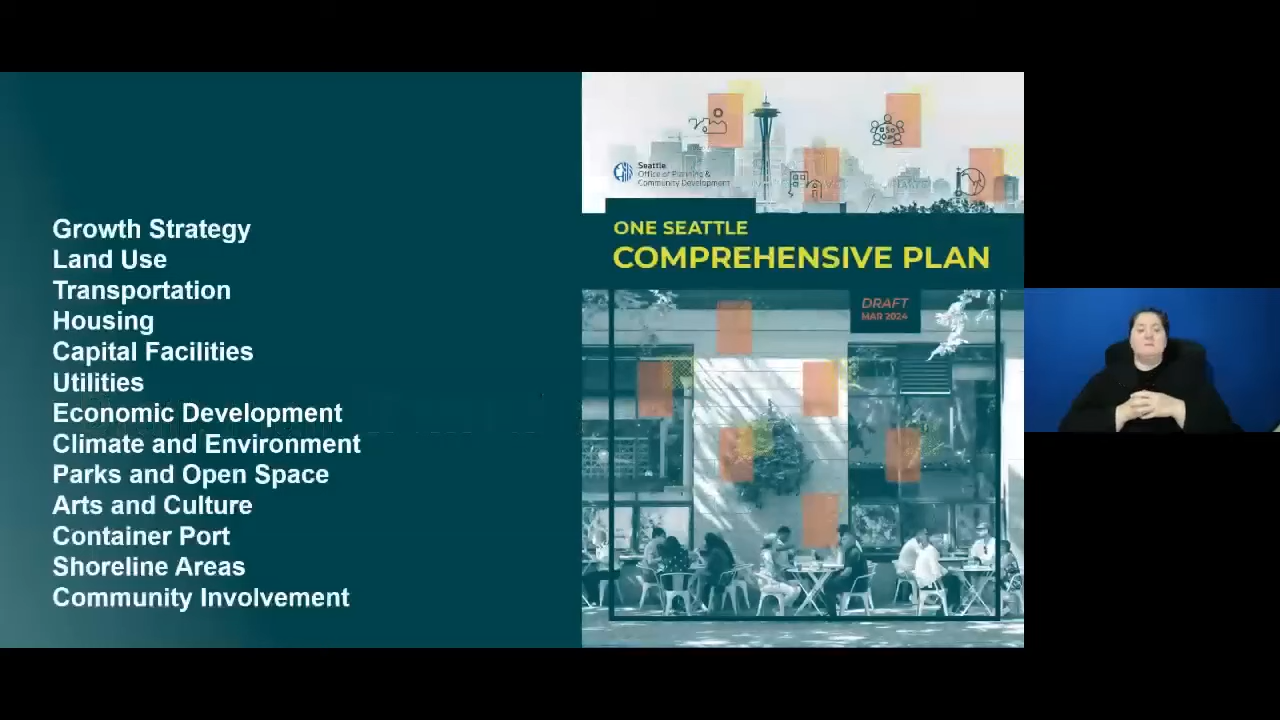 Growth Strategy
Land Use
Transportation
Housing
Capital Facilities
Utilities
Economic Development
Climate and Environment
Parks and Open Space
Arts and Culture
Container Port
Shoreline Areas
Community Involvement
Seattle
Office of Planning &
Community Development
ONE SEATTLE
COMPREHENSIVE PLAN
DRAFT
MAR 2024